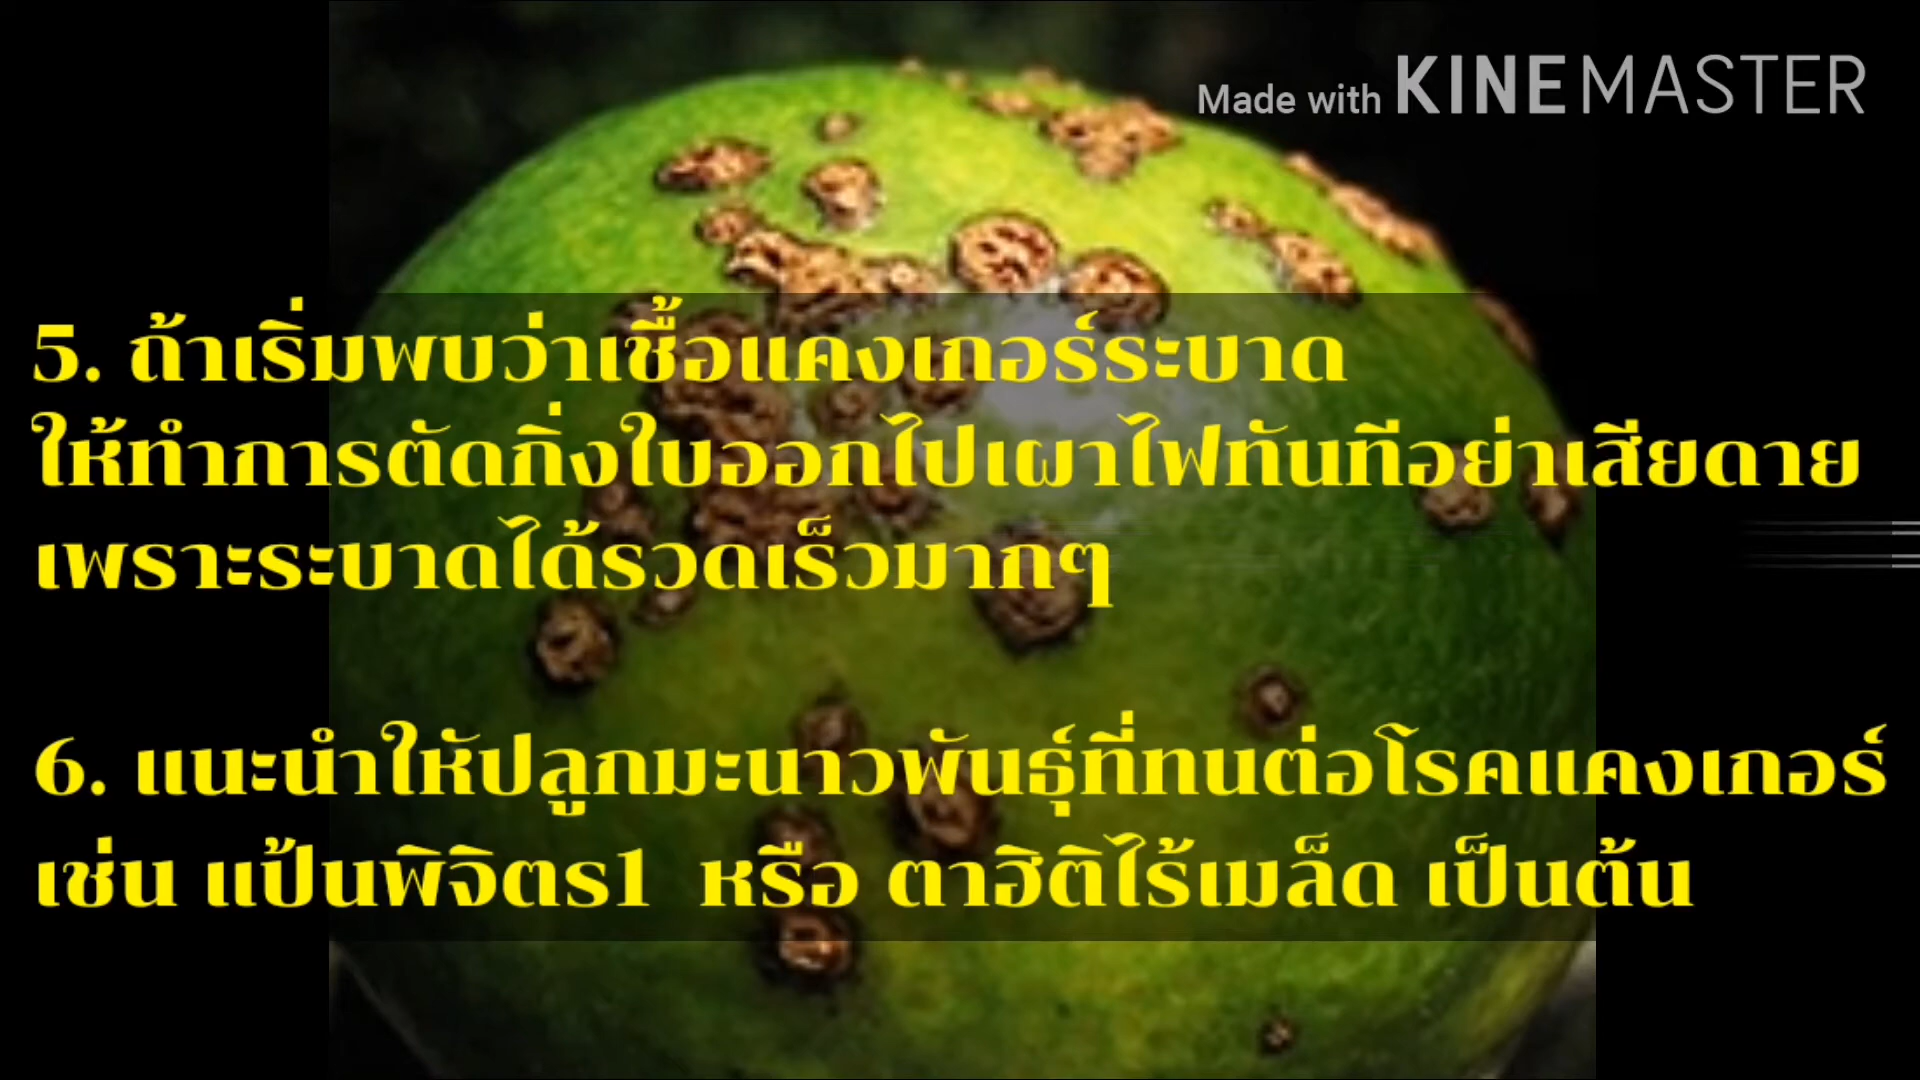 Made with KINEMASTER
5. ถ้าเริ่มพบว่าเชื้อแคงเกอร์ระบาด
ให้ทำการตัดกิ่งใบออกไปเผาไฟทันทีอย่าเสียดาย
เพราะระบาดได้รวดเร็วมากๆ
6. แนะนำให้ปลูกมะนาวพันธุ์ที่ทนต่อโรคแคงเกอร์
เช่น แป้นพิจิตร1 หรือ ตาฮิติไร้เมล็ด เป็นต้น